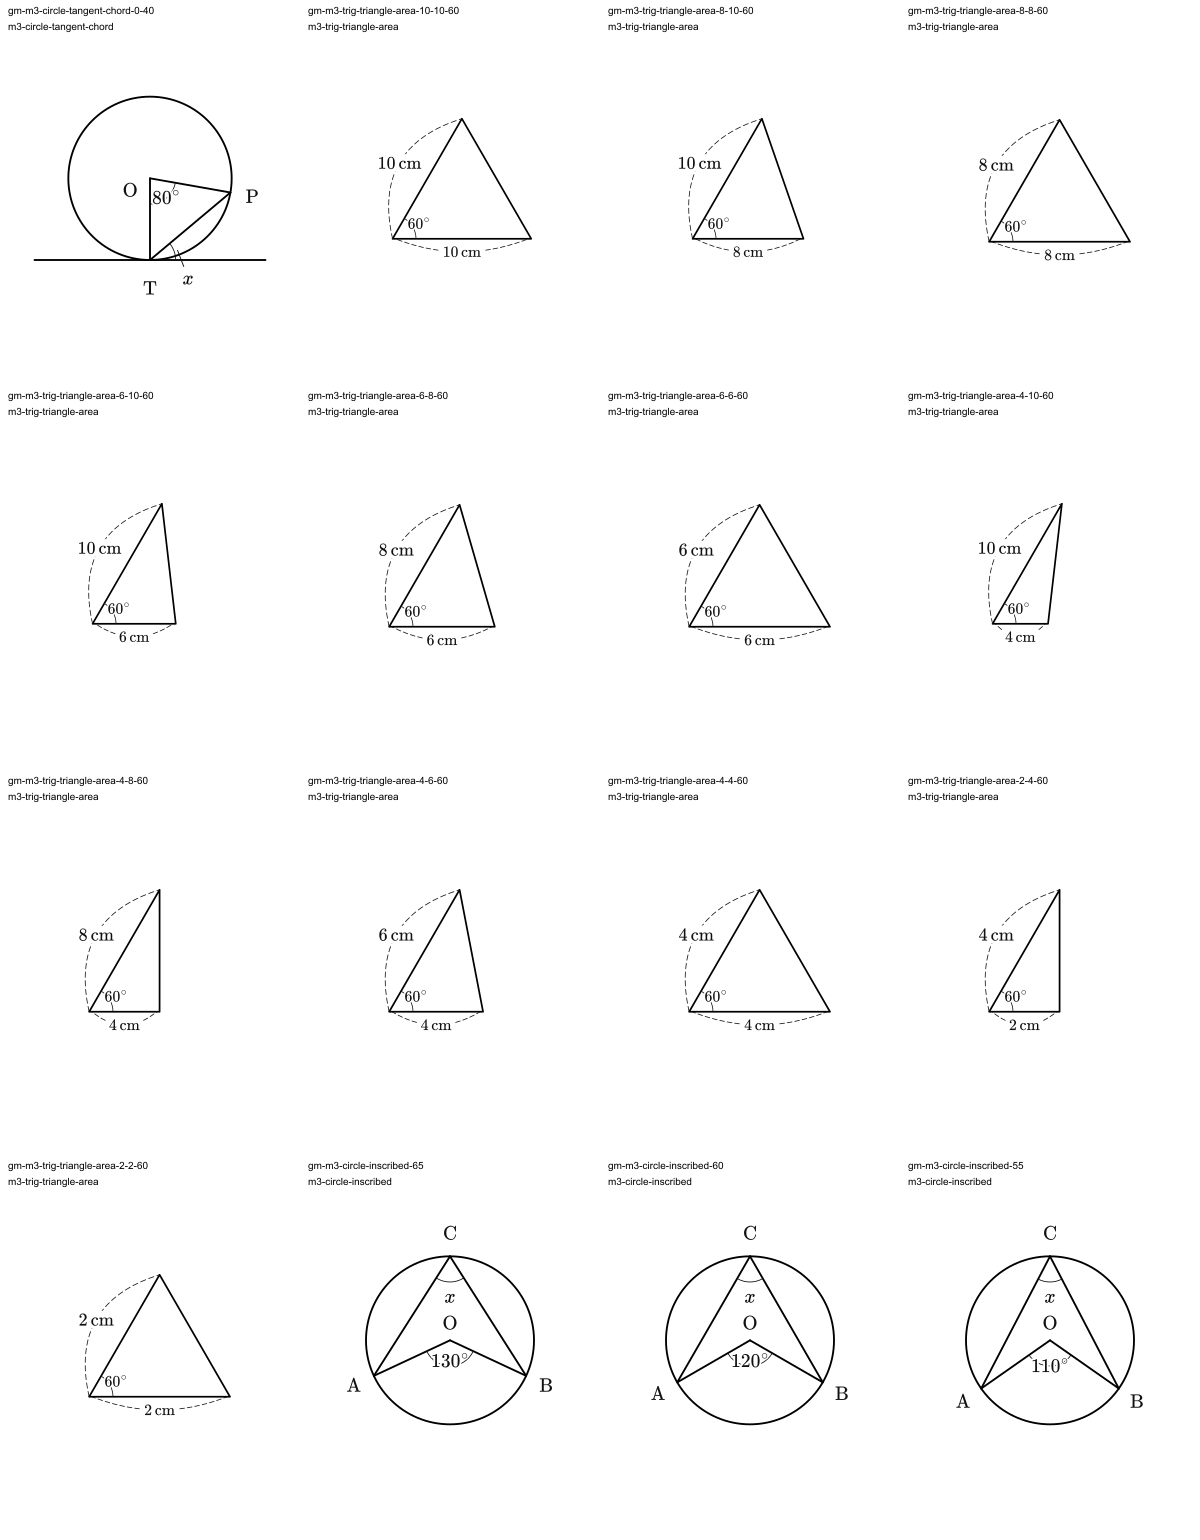 gm-m3-circle-tangent-chord-0-40
m3-circle-tangent-chord
O
80°
P
T
x
gm-m3-trig-triangle-area-10-10-60
m3-trig-triangle-area
10 cm
60°
10 cm
gm-m3-trig-triangle-area-8-10-60
m3-trig-triangle-area
10 cm
60°
8 cm
gm-m3-trig-triangle-area-8-8-60
m3-trig-triangle-area
8 cm
60°
8 cm
gm-m3-trig-triangle-area-6-10-60
m3-trig-triangle-area
10 cm
60°
6 cm
gm-m3-trig-triangle-area-6-8-60
m3-trig-triangle-area
8 cm
60°
6 cm
gm-m3-trig-triangle-area-6-6-60
m3-trig-triangle-area
6 cm
60°
6 cm
gm-m3-trig-triangle-area-4-10-60
m3-trig-triangle-area
10 cm
60°
4 cm
gm-m3-trig-triangle-area-4-8-60
m3-trig-triangle-area
8 cm
60°
4 cm
gm-m3-trig-triangle-area-4-6-60
m3-trig-triangle-area
6 cm
60°
4 cm
gm-m3-trig-triangle-area-4-4-60
m3-trig-triangle-area
4 cm
60°
4 cm
gm-m3-trig-triangle-area-2-4-60
m3-trig-triangle-area
4 cm
60°
2 cm
gm-m3-trig-triangle-area-2-2-60
m3-trig-triangle-area
2 cm
60°
2 cm
gm-m3-circle-inscribed-65
m3-circle-inscribed
C
x
O
130°
A
B
gm-m3-circle-inscribed-60
m3-circle-inscribed
C
x
O
120°
A
B
gm-m3-circle-inscribed-55
m3-circle-inscribed
C
x
O
110°
A
B